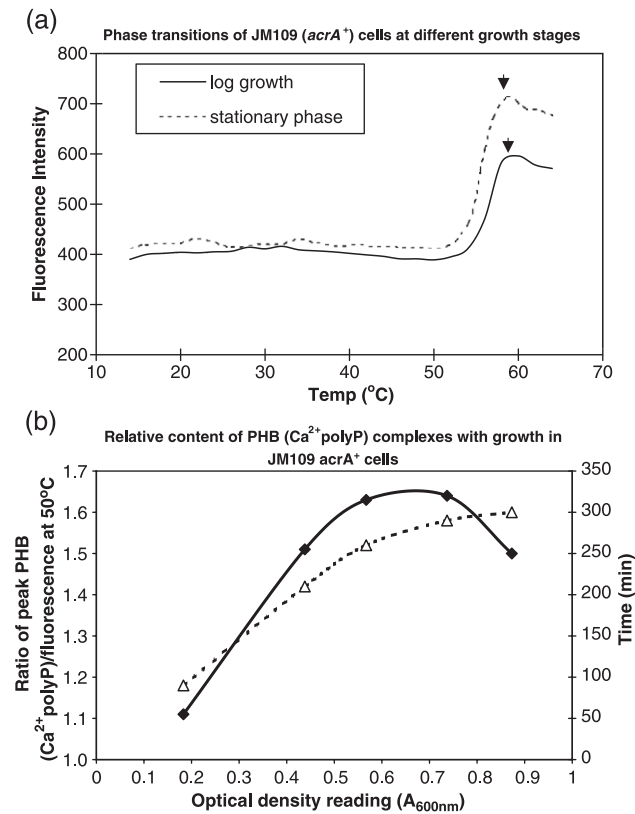 (a)
Phase transitions of JM109 (acrA⁺) cells at different growth stages
800
700
600
500
400
300
200
Fluorescence Intensity
log growth
stationary phase
10 20 30 40 50 60 70
Temp (°C)
(b)
Relative content of PHB (Ca²⁺polyP) complexes with growth in
JM109 acrA⁺ cells
1.7
1.6
1.5
1.4
1.3
1.2
1.1
1.0
Ratio of peak PHB
(Ca²⁺polyP)/fluorescence at 50ºC
350
300
250
200
150
100
50
0
Time (min)
0 0.1 0.2 0.3 0.4 0.5 0.6 0.7 0.8 0.9 1
Optical density reading (A₆₀₀ₙₘ)